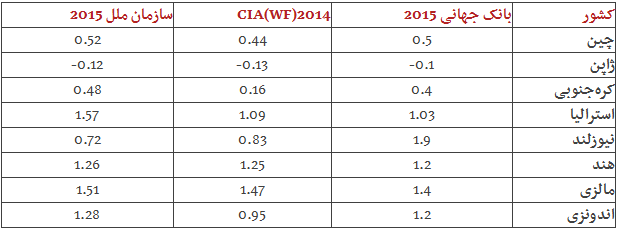 کشور بانک جهانی 2015 CIA(WF)2014 سازمان ملل 2015
چین 0.5 0.44 0.52
ژاپن -0.1 -0.13 -0.12
کره‌جنوبی 0.4 0.16 0.48
استرالیا 1.03 1.09 1.57
نیوزلند 1.9 0.83 0.72
هند 1.2 1.25 1.26
مالزی 1.4 1.47 1.51
اندونزی 1.2 0.95 1.28